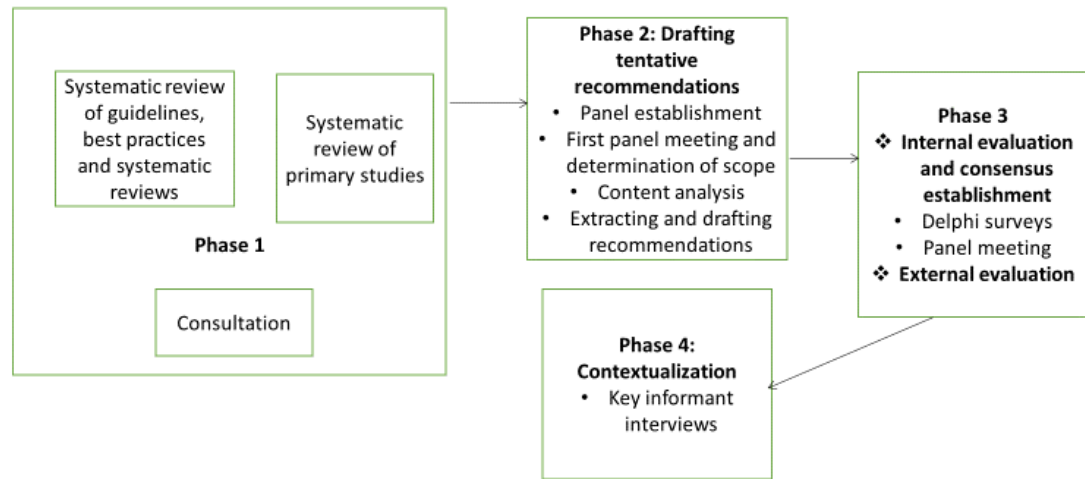 Systematic review
of guidelines,
best practices
and systematic
reviews
Systematic
review of
primary studies
Phase 1
Consultation
Phase 2: Drafting
tentative
recommendations
• Panel establishment
• First panel meeting and
determination of scope
• Content analysis
• Extracting and drafting
recommendations
Phase 3
❖ Internal evaluation
and consensus
establishment
• Delphi surveys
• Panel meeting
❖ External evaluation
Phase 4:
Contextualization
• Key informant
interviews